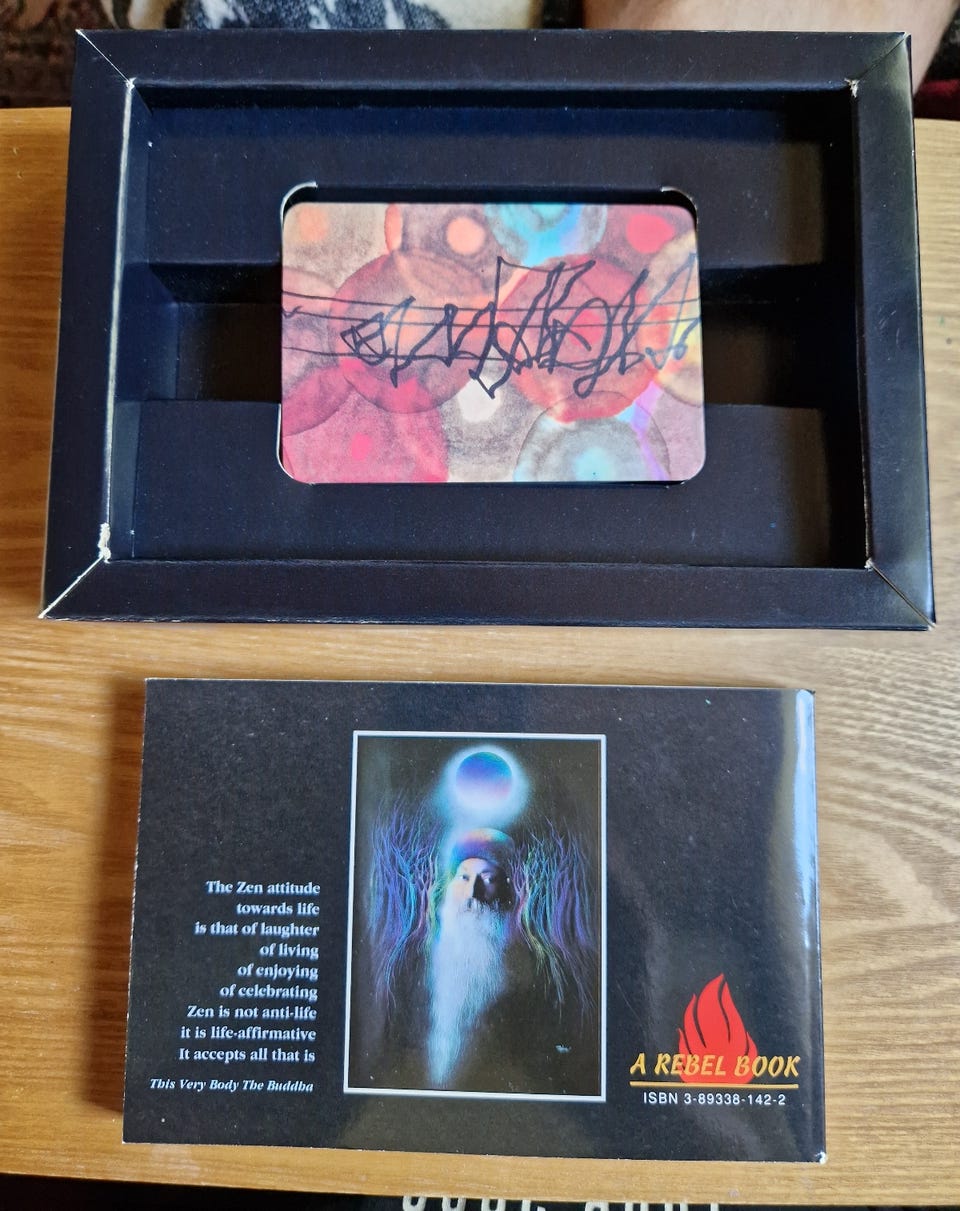 The Zen attitude
towards life
is that of laughter
of living
of enjoying
of celebrating
Zen is not anti-life
it is life-affirmative
It accepts all that is
This Very Body The Buddha
A REBEL BOOK
ISBN 3-89338-142-2